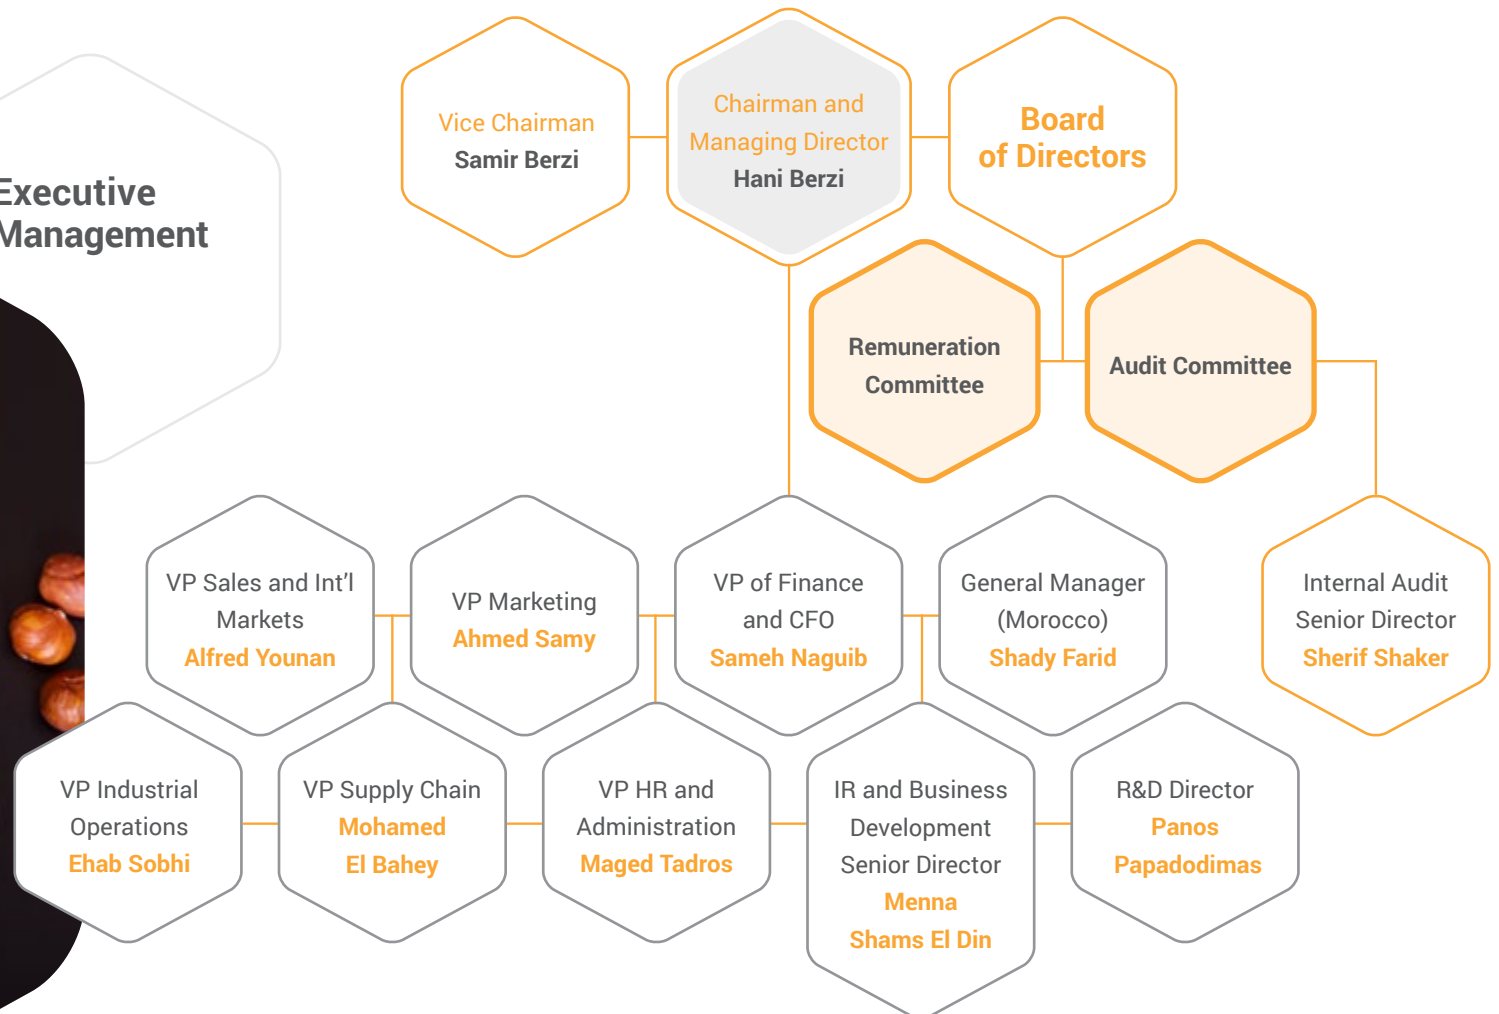 Executive
Management
Vice Chairman
Samir Berzi
Chairman and
Managing Director
Hani Berzi
Board
of Directors
Remuneration
Committee
Audit Committee
VP Sales and Int’l
Markets
Alfred Younan
VP Marketing
Ahmed Samy
VP of Finance
and CFO
Sameh Naguib
General Manager
(Morocco)
Shady Farid
Internal Audit
Senior Director
Sherif Shaker
VP Industrial
Operations
Ehab Sobhi
VP Supply Chain
Mohamed
El Bahey
VP HR and
Administration
Maged Tadros
IR and Business
Development
Senior Director
Menna
Shams El Din
R&D Director
Panos
Papadodimas